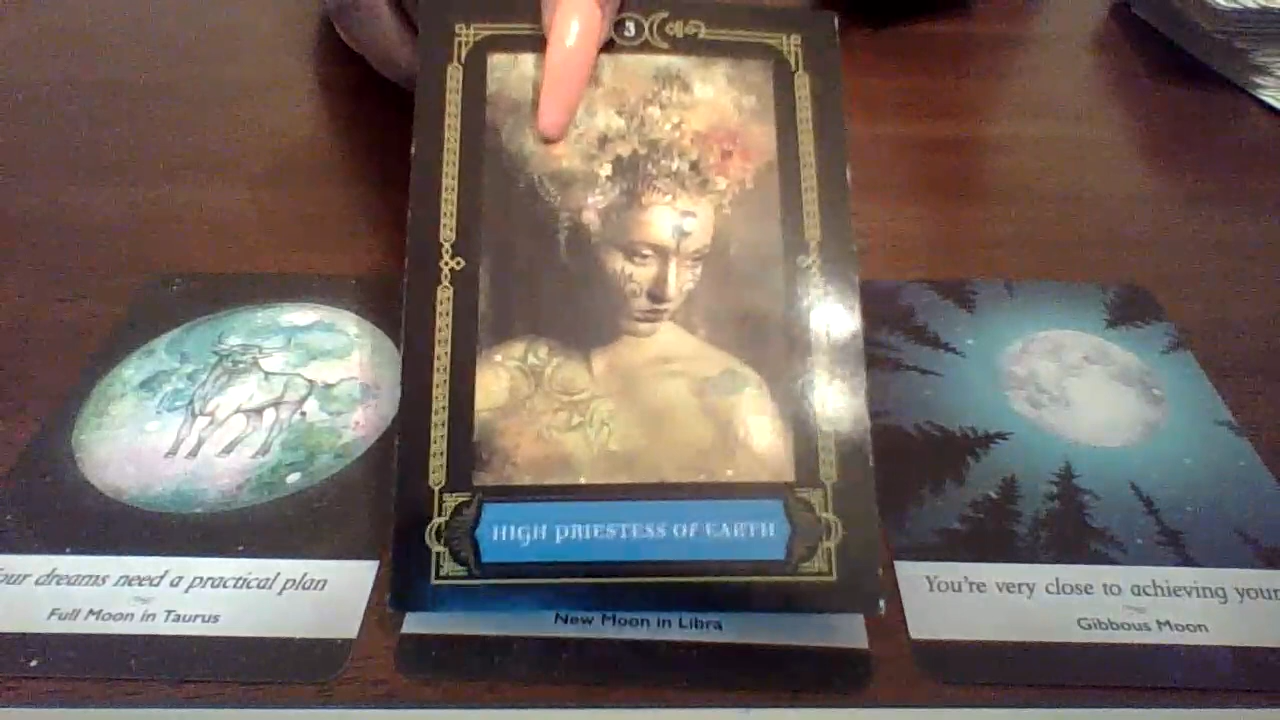 3
HIGH PRIESTESS OF EARTH
our dreams need a practical plan
Full Moon in Taurus
New Moon in Libra
You're very close to achieving your
Gibbous Moon